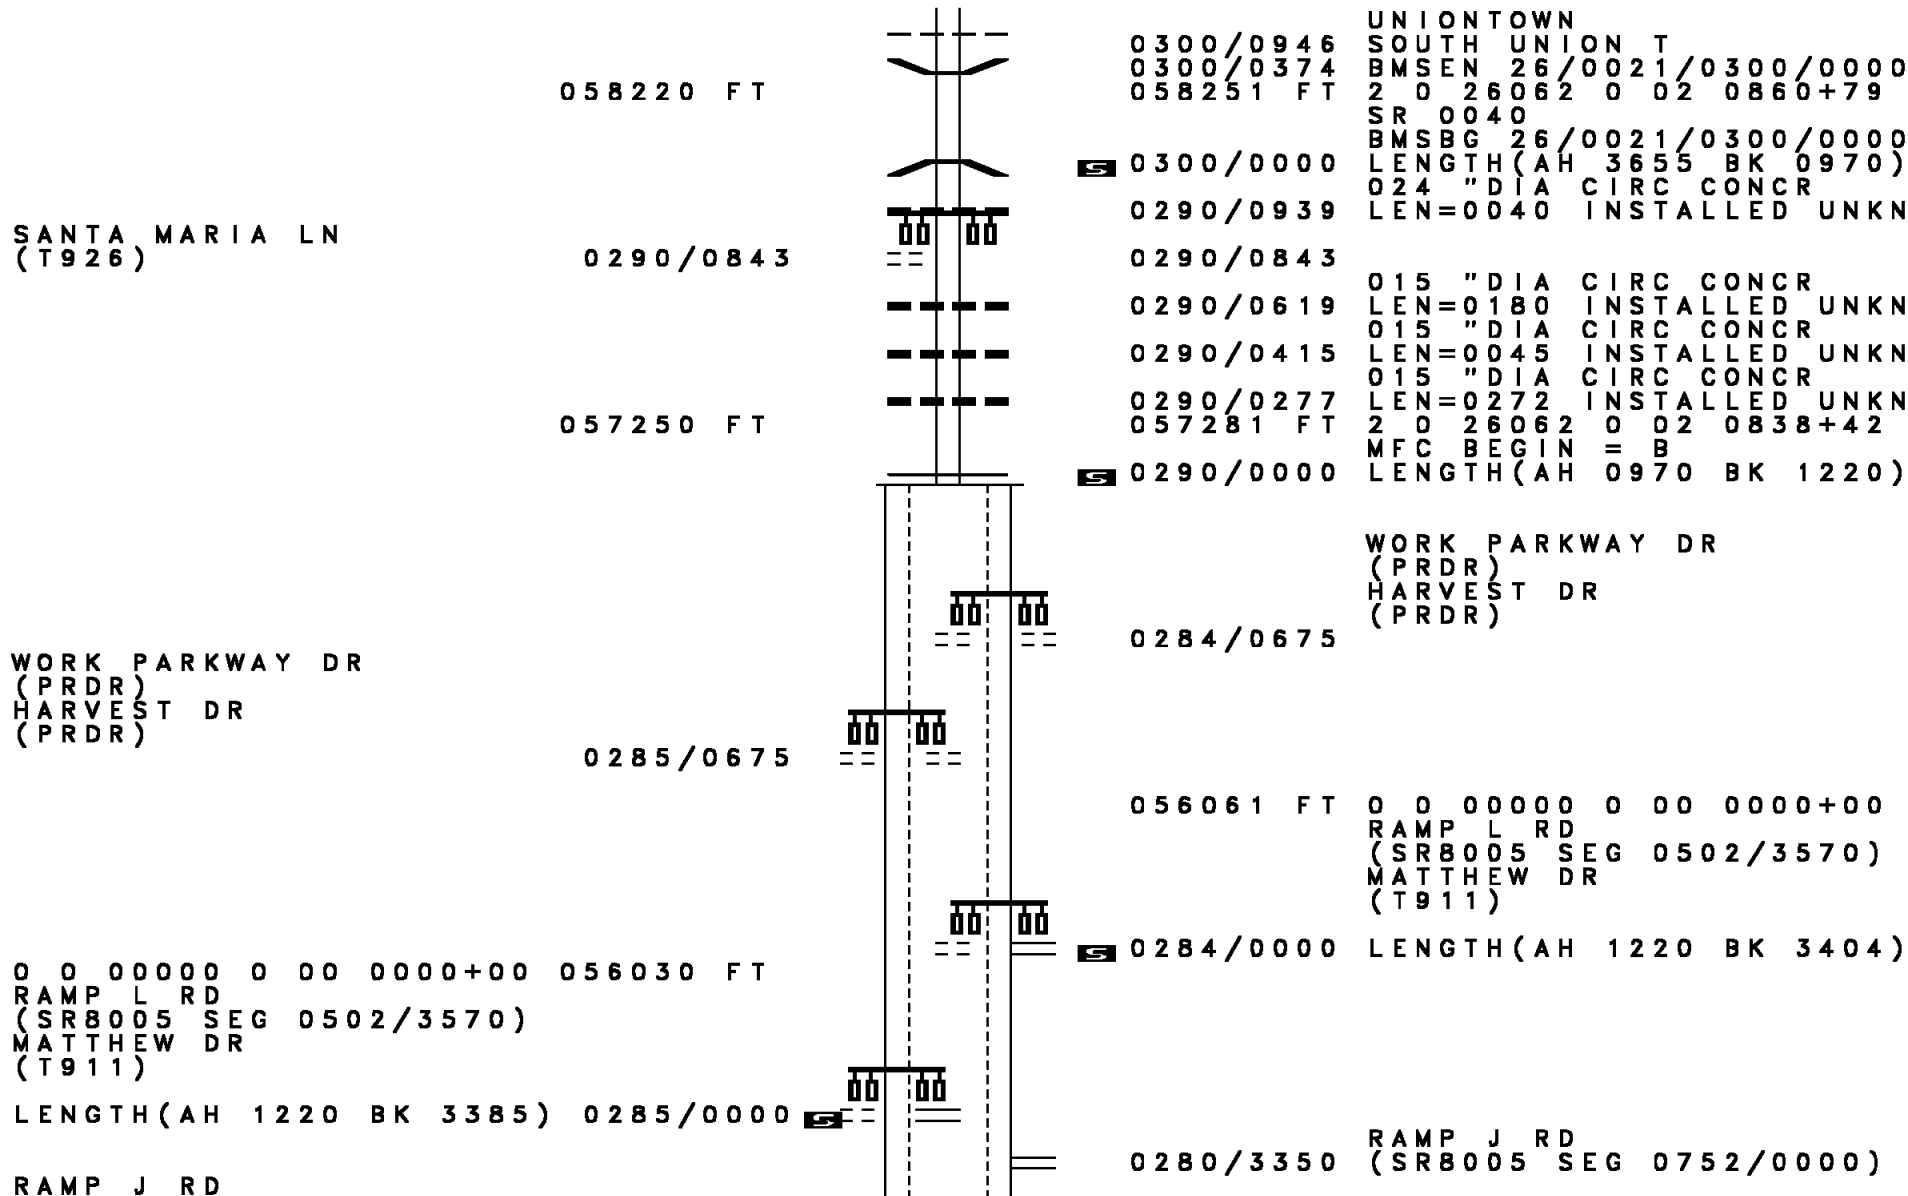 UNIONTOWN
0300/0946 SOUTH UNION T
0300/0374 BMSEN 26/0021/0300/0000
058220 FT 058251 FT 2 0 26062 0 02 0860+79
SR 0040
BMSBG 26/0021/0300/0000
S 0300/0000 LENGTH(AH 3655 BK 0970)
024 "DIA CIRC CONCR
0290/0939 LEN=0040 INSTALLED UNKN
SANTA MARIA LN
(T926) 0290/0843 0290/0843
015 "DIA CIRC CONCR
0290/0619 LEN=0180 INSTALLED UNKN
015 "DIA CIRC CONCR
0290/0415 LEN=0045 INSTALLED UNKN
015 "DIA CIRC CONCR
0290/0277 LEN=0272 INSTALLED UNKN
057250 FT 057281 FT 2 0 26062 0 02 0838+42
MFC BEGIN = B
S 0290/0000 LENGTH(AH 0970 BK 1220)
WORK PARKWAY DR
(PRDR)
HARVEST DR
(PRDR)
0284/0675
WORK PARKWAY DR
(PRDR)
HARVEST DR
(PRDR)
0285/0675
056061 FT 0 0 00000 0 00 0000+00
RAMP L RD
(SR8005 SEG 0502/3570)
MATTHEW DR
(T911)
S 0284/0000 LENGTH(AH 1220 BK 3404)
0 0 00000 0 00 0000+00 056030 FT
RAMP L RD
(SR8005 SEG 0502/3570)
MATTHEW DR
(T911)
LENGTH(AH 1220 BK 3385) 0285/0000 S
RAMP J RD
0280/3350 (SR8005 SEG 0752/0000)
RAMP J RD